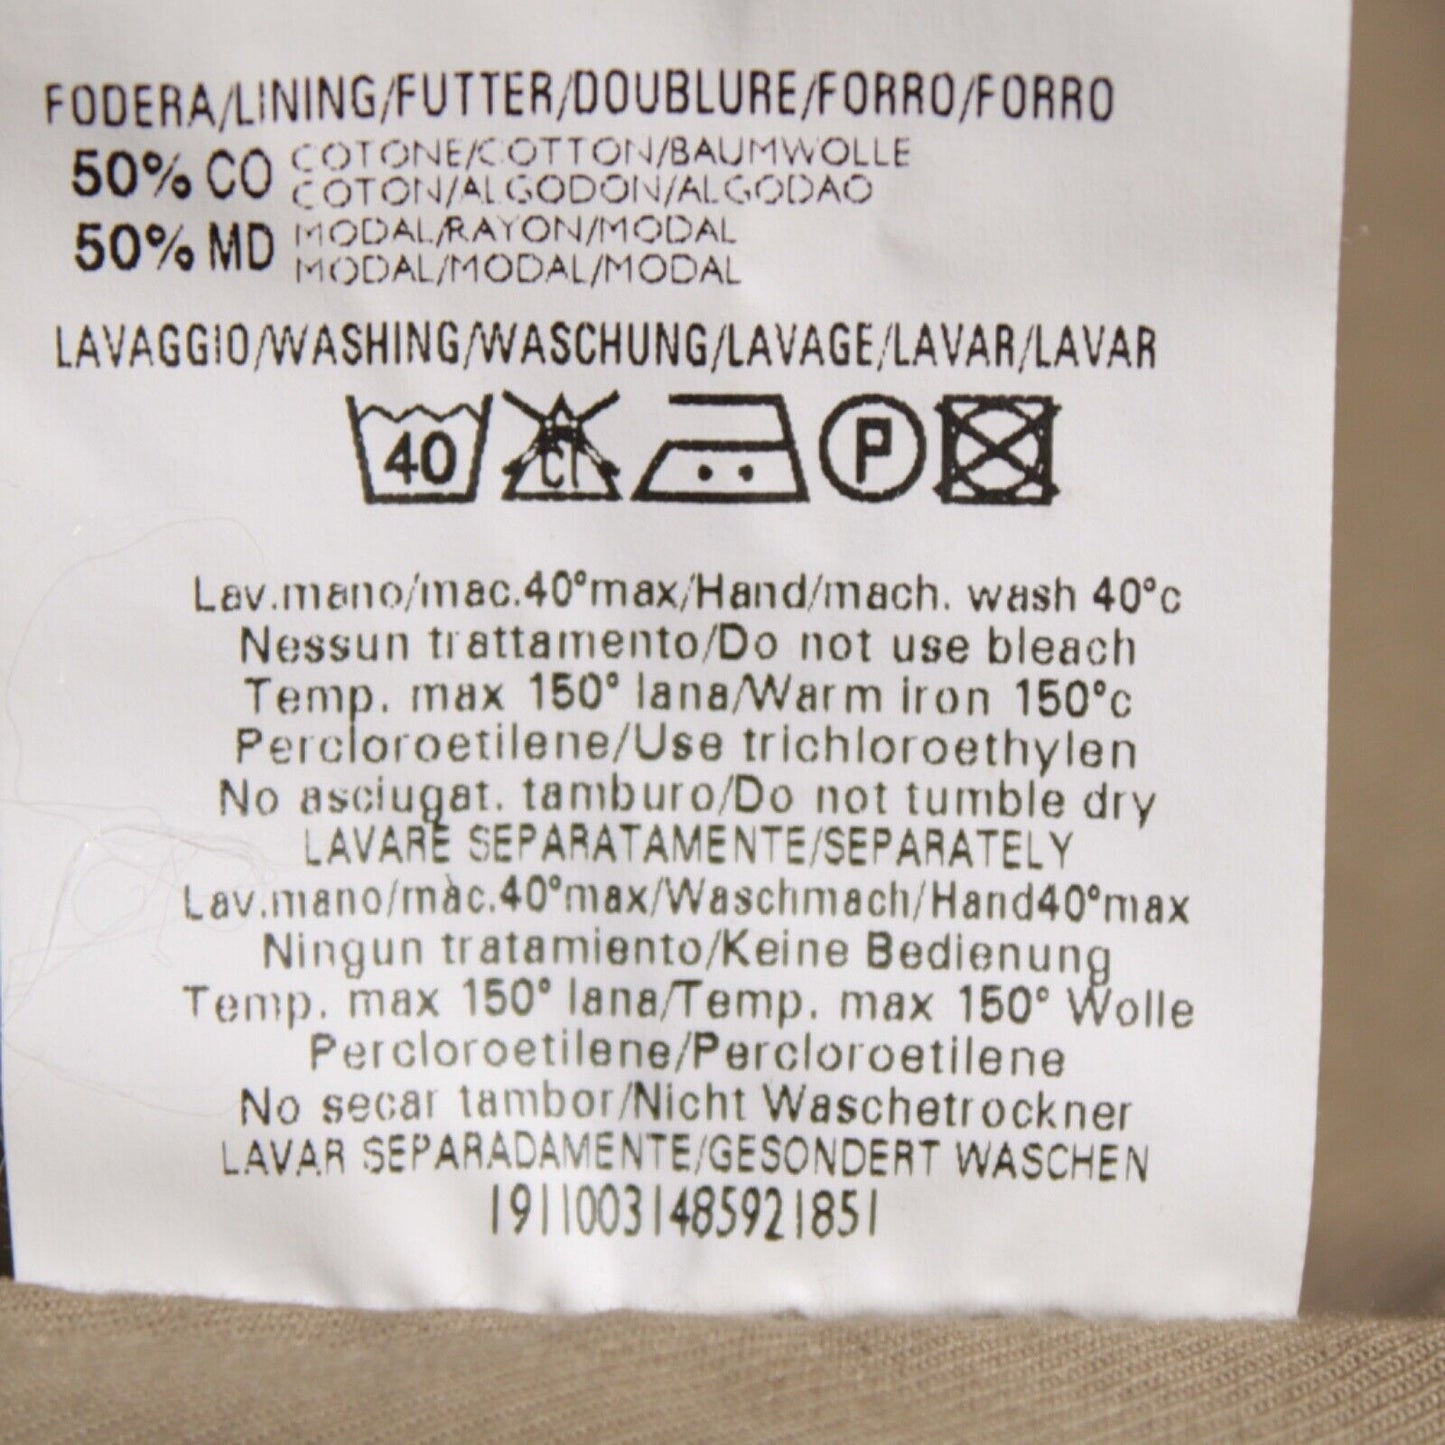 FODERA/LINING/FUTTER/DOUBLURE/FORRO/FORRO
50% CO COTONE/COTTON/BAUMWOLLE
COTON/ALGODON/ALGODAO
50% MD MODAL/RAYON/MODAL
MODAL/MODAL/MODAL
LAVAGGIO/WASHING/WASCHUNG/LAVAGE/LAVAR/LAVAR
40 Cl P
Lav.mano/mac.40°max/Hand/mach. wash 40°c
Nessun trattamento/Do not use bleach
Temp. max 150° lana/Warm iron 150°c
Percloroetilene/Use trichloroethylen
No asciugat. tamburo/Do not tumble dry
LAVARE SEPARATAMENTE/SEPARATELY
Lav.mano/mac.40°max/Waschmach/Hand40°max
Ningun tratamiento/Keine Bedienung
Temp. max 150° lana/Temp. max 150° Wolle
Percloroetilene/Percloroetilene
No secar tambor/Nicht Waschetrockner
LAVAR SEPARADAMENTE/GESONDERT WASCHEN
19110031485921851